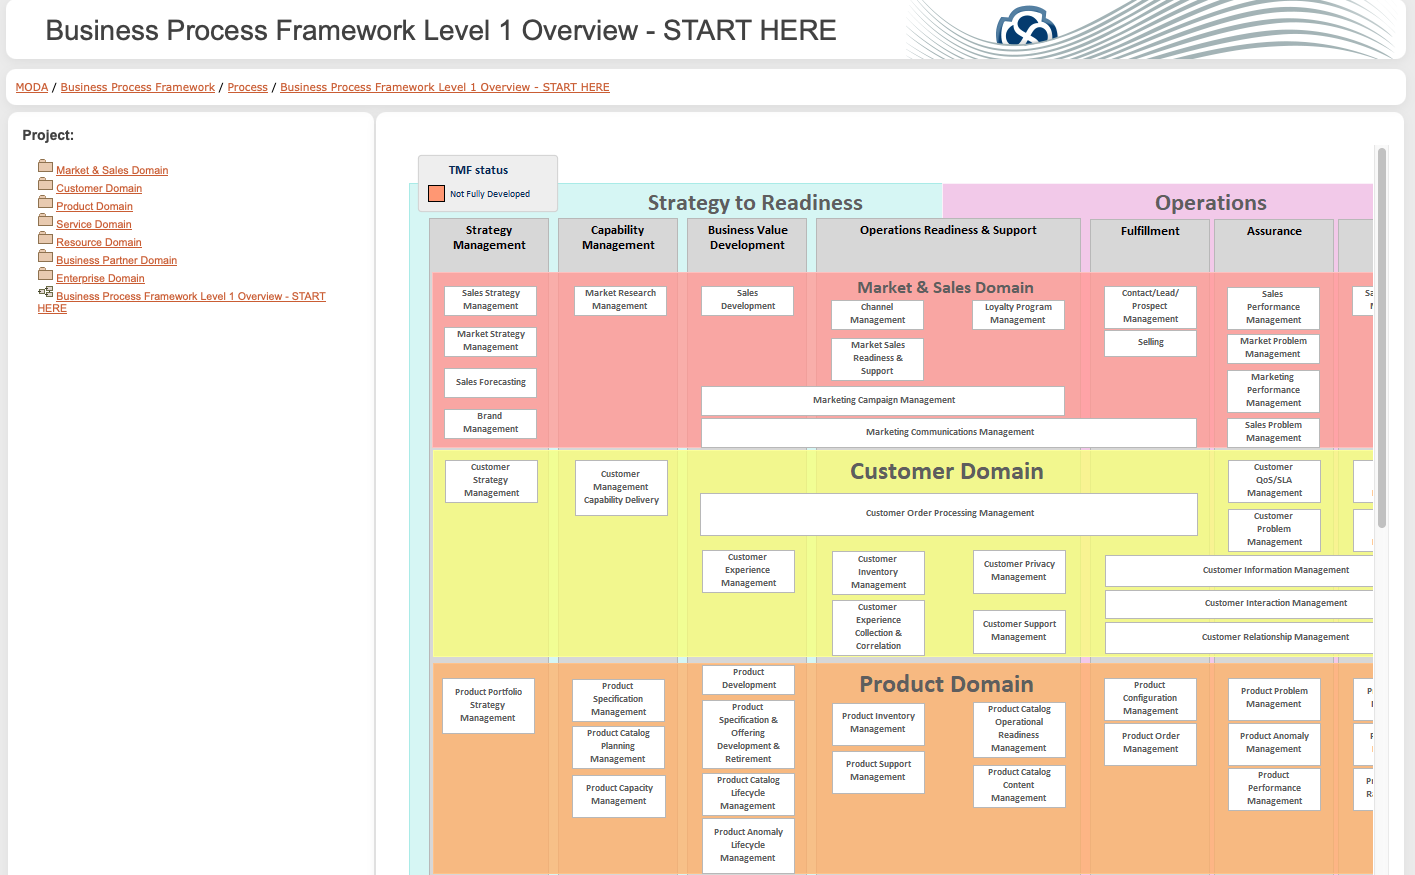 Business Process Framework Level 1 Overview - START HERE
MODA / Business Process Framework / Process / Business Process Framework Level 1 Overview - START HERE
Project:
Market & Sales Domain
Customer Domain
Product Domain
Service Domain
Resource Domain
Business Partner Domain
Enterprise Domain
Business Process Framework Level 1 Overview - START
HERE
TMF status
Not Fully Developed
Strategy to Readiness
Operations
Strategy
Management
Capability
Management
Business Value
Development
Operations Readiness & Support
Fulfillment
Assurance
Market & Sales Domain
Sales Strategy
Management
Market Strategy
Management
Sales Forecasting
Brand
Management
Market Research
Management
Sales
Development
Channel
Management
Loyalty Program
Management
Market Sales
Readiness &
Support
Marketing Campaign Management
Marketing Communications Management
Contact/Lead/
Prospect
Management
Selling
Sales
Performance
Management
Market Problem
Management
Marketing
Performance
Management
Sales Problem
Management
Customer Domain
Customer
Strategy
Management
Customer
Management
Capability Delivery
Customer Order Processing Management
Customer
Experience
Management
Customer
Inventory
Management
Customer Privacy
Management
Customer
Experience
Collection &
Correlation
Customer Support
Management
Customer
QoS/SLA
Management
Customer
Problem
Management
Customer Information Management
Customer Interaction Management
Customer Relationship Management
Product Domain
Product Portfolio
Strategy
Management
Product
Specification
Management
Product Catalog
Planning
Management
Product Capacity
Management
Product
Development
Product
Specification &
Offering
Development &
Retirement
Product Catalog
Lifecycle
Management
Product Anomaly
Lifecycle
Management
Product Inventory
Management
Product Support
Management
Product Catalog
Operational
Readiness
Management
Product Catalog
Content
Management
Product
Configuration
Management
Product Order
Management
Product Problem
Management
Product Anomaly
Management
Product
Performance
Management